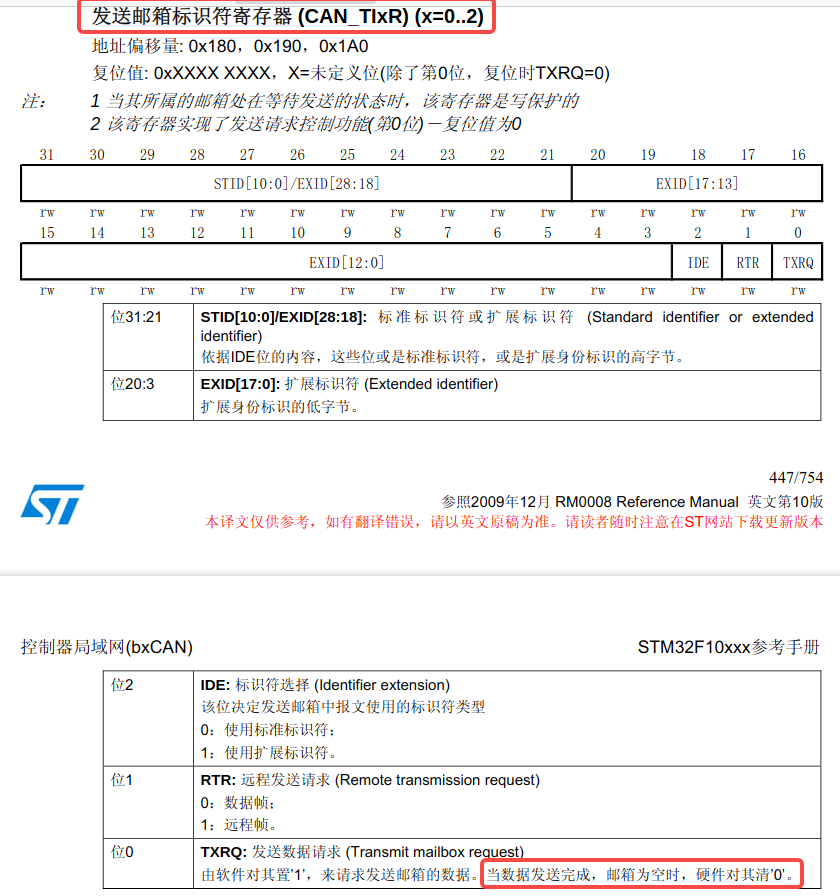 发送邮箱标识符寄存器 (CAN_TIxR) (x=0..2)
地址偏移量: 0x180，0x190，0x1A0
复位值: 0xXXXX XXXX，X=未定义位(除了第0位，复位时TXRQ=0)
注： 1 当其所属的邮箱处在等待发送的状态时，该寄存器是写保护的
2 该寄存器实现了发送请求控制功能(第0位)－复位值为0
31 30 29 28 27 26 25 24 23 22 21 20 19 18 17 16
STID[10:0]/EXID[28:18] EXID[17:13]
rw rw rw rw rw rw rw rw rw rw rw rw rw rw rw rw
15 14 13 12 11 10 9 8 7 6 5 4 3 2 1 0
EXID[12:0] IDE RTR TXRQ
rw rw rw rw rw rw rw rw rw rw rw rw rw rw rw rw
位31:21 STID[10:0]/EXID[28:18]: 标准标识符或扩展标识符 (Standard identifier or extended
identifier)
依据IDE位的内容，这些位或是标准标识符，或是扩展身份标识的高字节。
位20:3 EXID[17:0]: 扩展标识符 (Extended identifier)
扩展身份标识的低字节。
447/754
ST
参照2009年12月 RM0008 Reference Manual 英文第10版
本译文仅供参考，如有翻译错误，请以英文原稿为准。请读者随时注意在ST网站下载更新版本
控制器局域网(bxCAN) STM32F10xxx参考手册
位2 IDE: 标识符选择 (Identifier extension)
该位决定发送邮箱中报文使用的标识符类型
0：使用标准标识符；
1：使用扩展标识符。
位1 RTR: 远程发送请求 (Remote transmission request)
0：数据帧；
1：远程帧。
位0 TXRQ: 发送数据请求 (Transmit mailbox request)
由软件对其置'1'，来请求发送邮箱的数据。当数据发送完成，邮箱为空时，硬件对其清'0'。